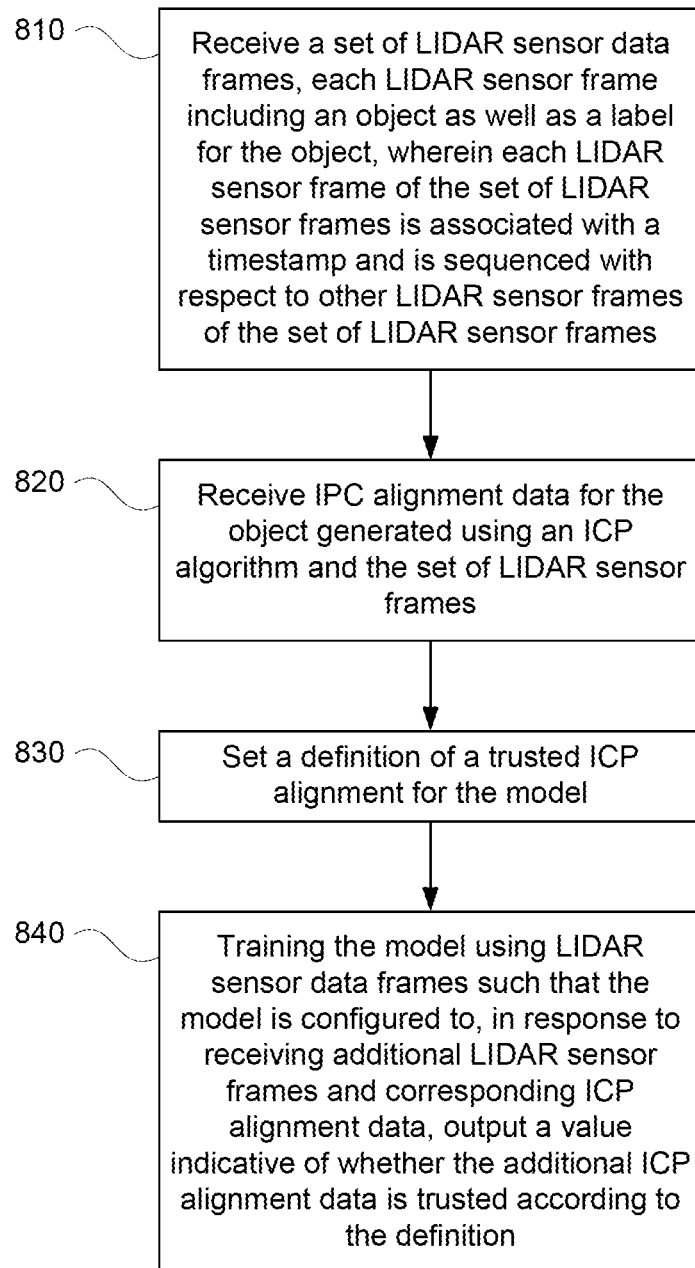 810
Receive a set of LIDAR sensor data
frames, each LIDAR sensor frame
including an object as well as a label
for the object, wherein each LIDAR
sensor frame of the set of LIDAR
sensor frames is associated with a
timestamp and is sequenced with
respect to other LIDAR sensor frames
of the set of LIDAR sensor frames
820
Receive IPC alignment data for the
object generated using an ICP
algorithm and the set of LIDAR sensor
frames
830
Set a definition of a trusted ICP
alignment for the model
840
Training the model using LIDAR
sensor data frames such that the
model is configured to, in response to
receiving additional LIDAR sensor
frames and corresponding ICP
alignment data, output a value
indicative of whether the additional ICP
alignment data is trusted according to
the definition